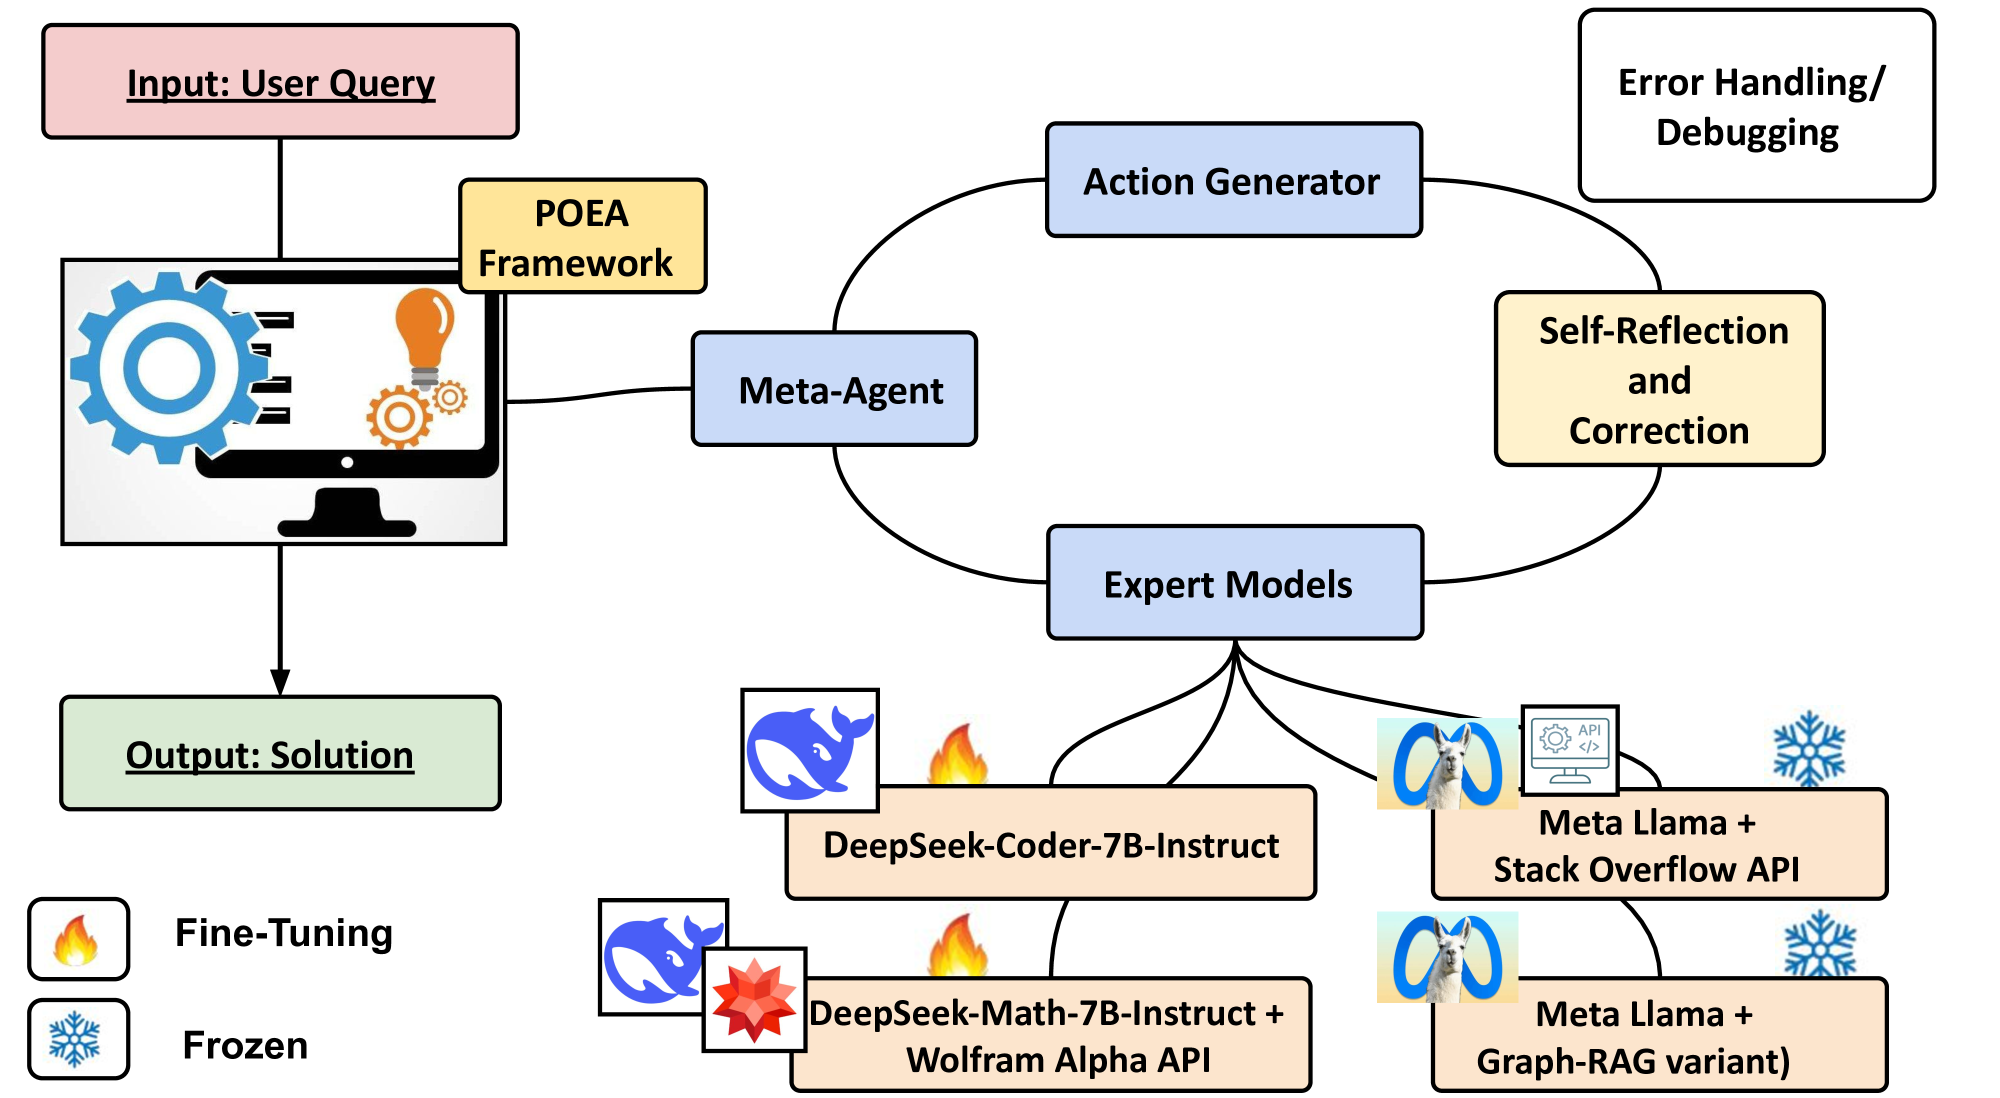 Input: User Query
Error Handling/
Debugging
Action Generator
POEA
Framework
Self-Reflection
and
Correction
Meta-Agent
Expert Models
Output: Solution
API
</>
DeepSeek-Coder-7B-Instruct
Meta Llama +
Stack Overflow API
Fine-Tuning
DeepSeek-Math-7B-Instruct +
Wolfram Alpha API
Meta Llama +
Graph-RAG variant)
Frozen